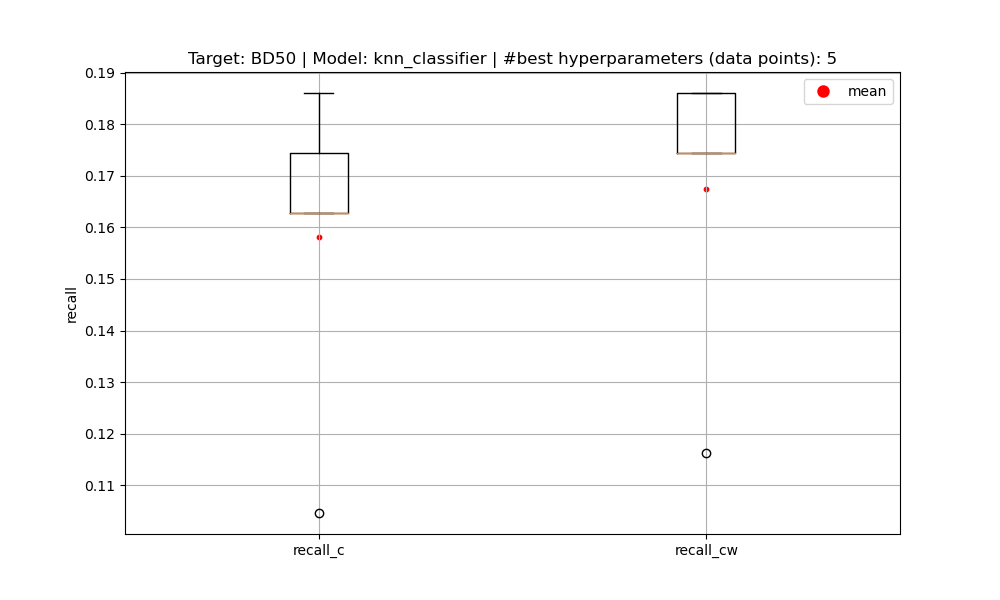 Target: BD50 | Model: knn_classifier | #best hyperparameters (data points): 5
mean
0.19
0.18
0.17
0.16
0.15
0.14
0.13
0.12
0.11
recall
recall_c
recall_cw